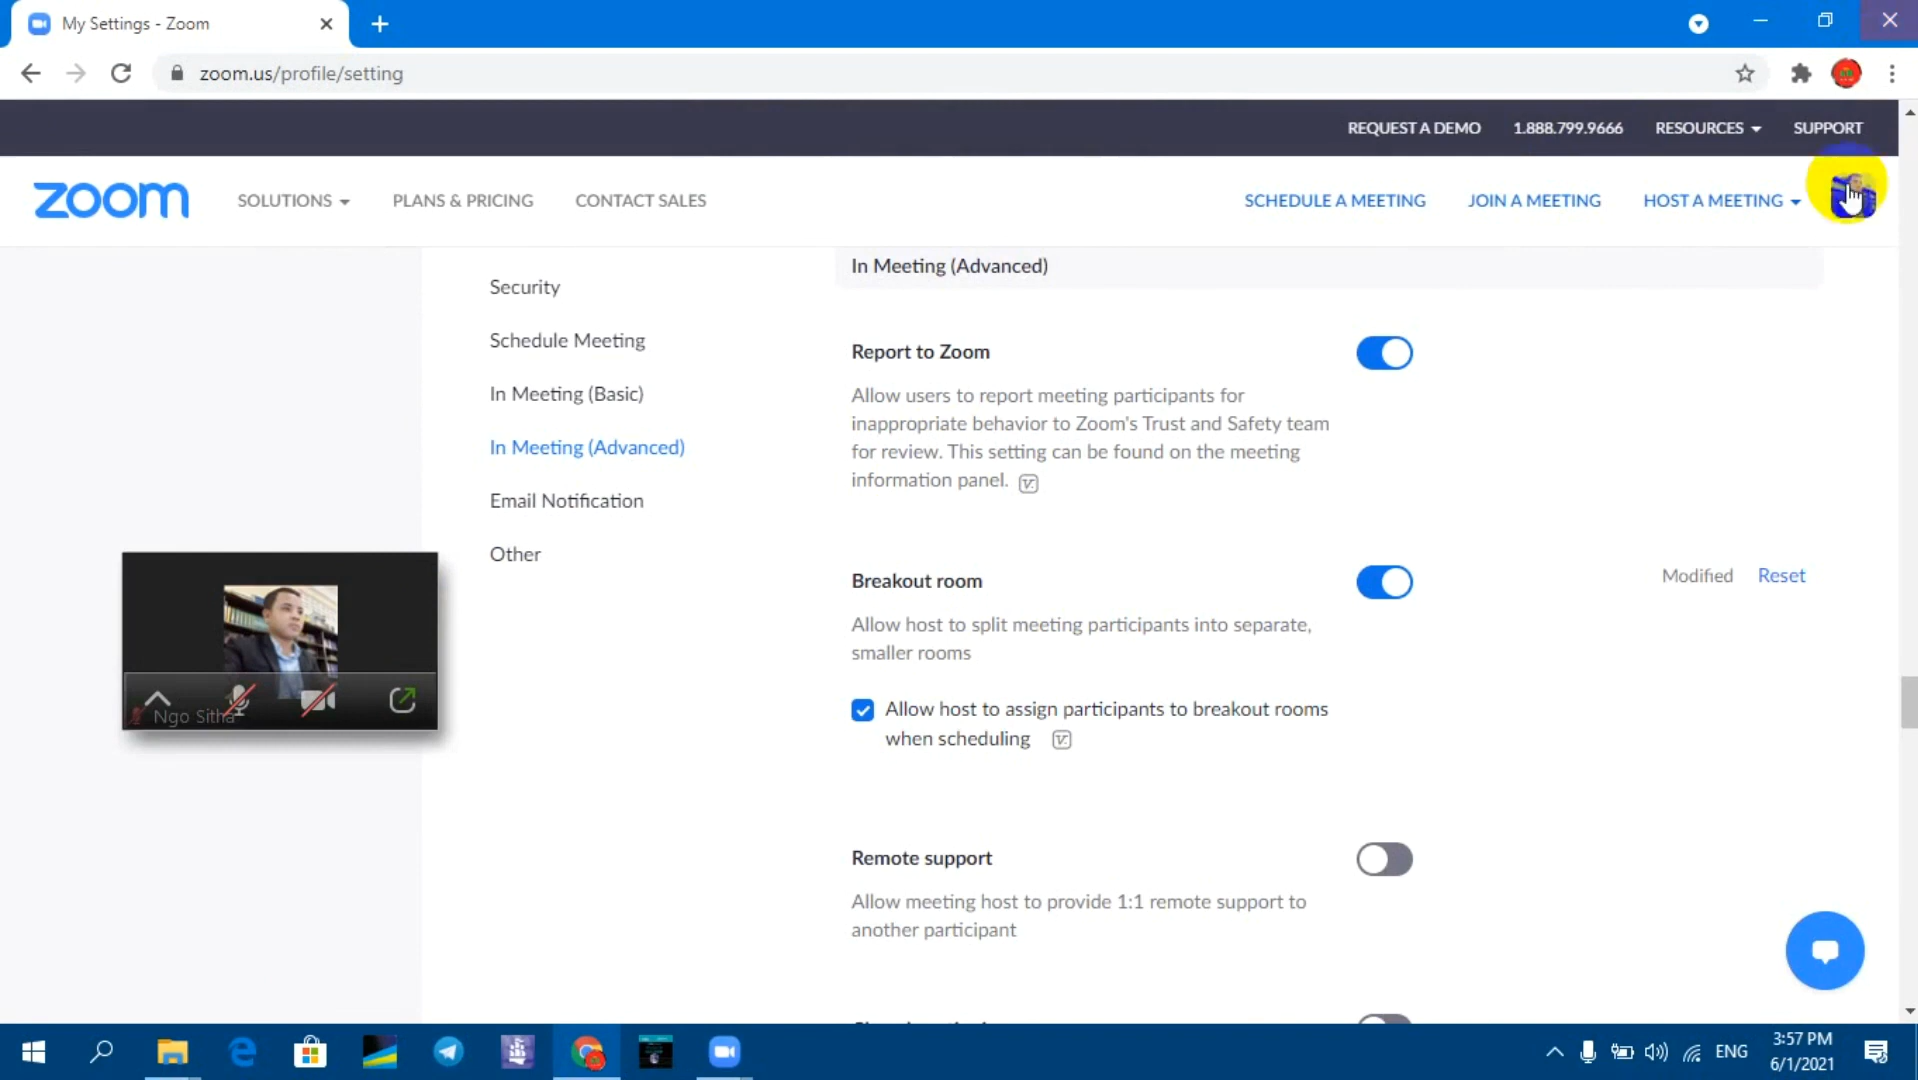 My Settings - Zoom
zoom.us/profile/setting
REQUEST A DEMO 1.888.799.9666 RESOURCES SUPPORT
zoom SOLUTIONS PLANS & PRICING CONTACT SALES SCHEDULE A MEETING JOIN A MEETING HOST A MEETING
Security
Schedule Meeting
In Meeting (Basic)
In Meeting (Advanced)
Email Notification
Other
In Meeting (Advanced)
Report to Zoom
Allow users to report meeting participants for
inappropriate behavior to Zoom's Trust and Safety team
for review. This setting can be found on the meeting
information panel.
Breakout room
Modified Reset
Allow host to split meeting participants into separate,
smaller rooms
Allow host to assign participants to breakout rooms
when scheduling
Remote support
Allow meeting host to provide 1:1 remote support to
another participant
Ngo Sitha
ENG
3:57 PM
6/1/2021